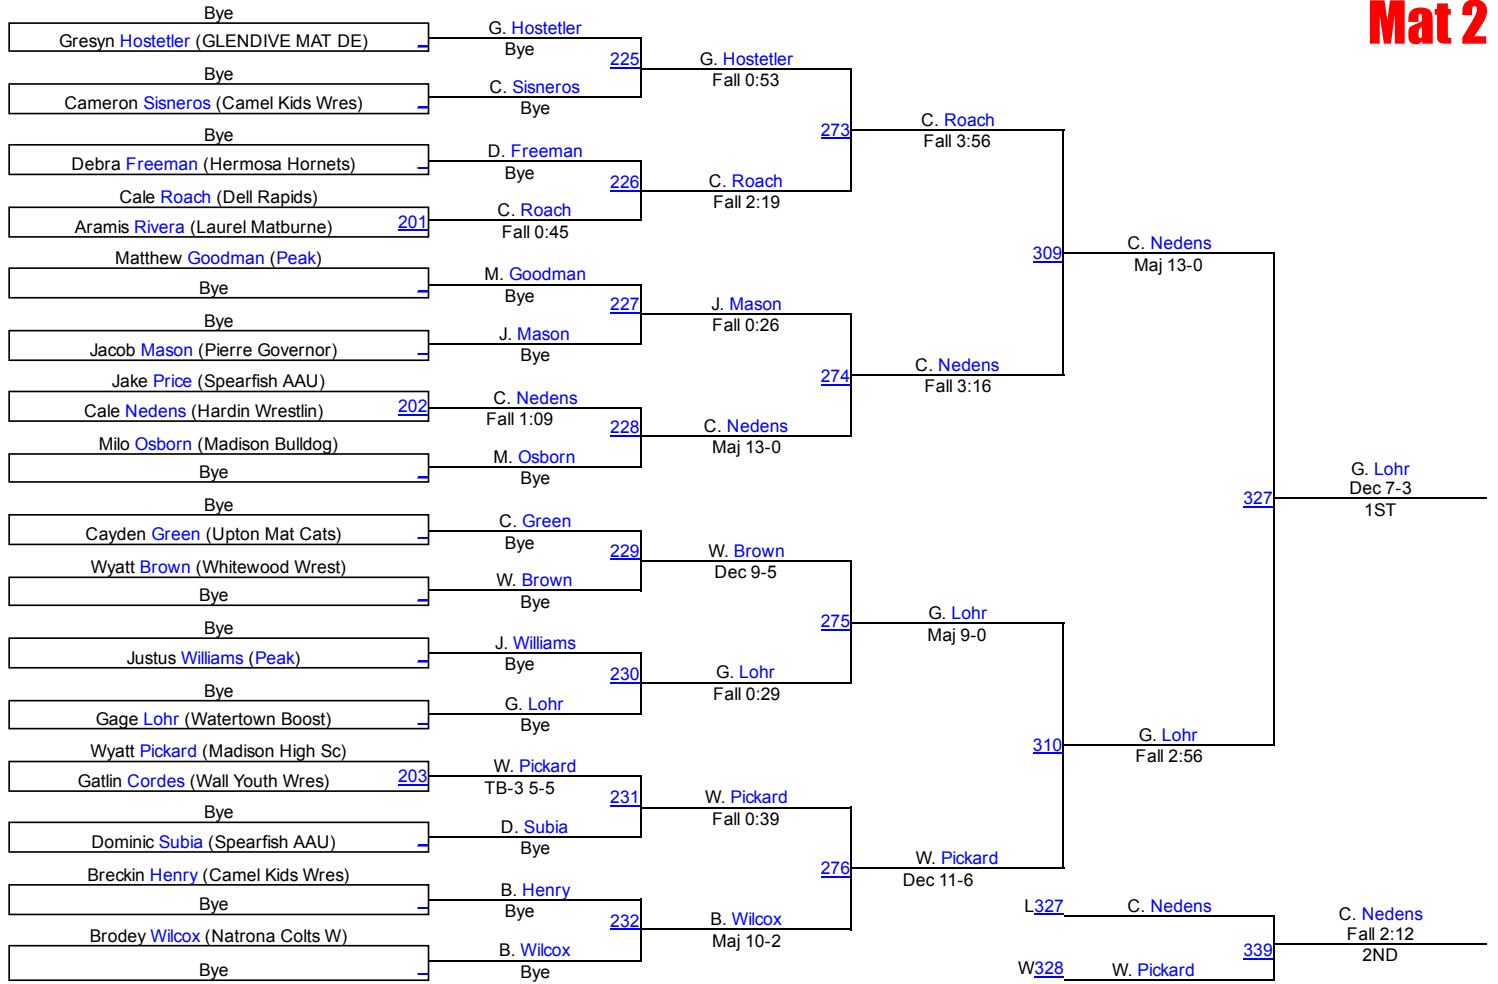 Mat 2
Bye
Gresyn Hostetler (GLENDIVE MAT DE)
Bye
Cameron Sisneros (Camel Kids Wres)
Bye
Debra Freeman (Hermosa Hornets)
Cale Roach (Dell Rapids)
Aramis Rivera (Laurel Matburne) 201
Matthew Goodman (Peak)
Bye
Bye
Jacob Mason (Pierre Governor)
Jake Price (Spearfish AAU)
Cale Nedens (Hardin Wrestlin) 202
Milo Osborn (Madison Bulldog)
Bye
Bye
Cayden Green (Upton Mat Cats)
Wyatt Brown (Whitewood Wrest)
Bye
Bye
Justus Williams (Peak)
Bye
Gage Lohr (Watertown Boost)
Wyatt Pickard (Madison High Sc)
Gatlin Cordes (Wall Youth Wres) 203
Bye
Dominic Subia (Spearfish AAU)
Breckin Henry (Camel Kids Wres)
Bye
Brodey Wilcox (Natrona Colts W)
Bye
G. Hostetler
Bye
225
C. Sisneros
Bye
D. Freeman
Bye
226
C. Roach
Fall 0:45
M. Goodman
Bye
227
J. Mason
Bye
C. Nedens
Fall 1:09
228
M. Osborn
Bye
C. Green
Bye
229
W. Brown
Bye
J. Williams
Bye
230
G. Lohr
Bye
W. Pickard
TB-3 5-5
231
D. Subia
Bye
B. Henry
Bye
232
B. Wilcox
Bye
G. Hostetler
Fall 0:53
273
C. Roach
Fall 2:19
J. Mason
Fall 0:26
274
C. Nedens
Maj 13-0
W. Brown
Dec 9-5
275
G. Lohr
Fall 0:29
W. Pickard
Fall 0:39
276
B. Wilcox
Maj 10-2
C. Roach
Fall 3:56
309
C. Nedens
Fall 3:16
G. Lohr
Maj 9-0
310
W. Pickard
Dec 11-6
C. Nedens
Maj 13-0
327
G. Lohr
Fall 2:56
G. Lohr
Dec 7-3
1ST
L327 C. Nedens
339
W328 W. Pickard
C. Nedens
Fall 2:12
2ND